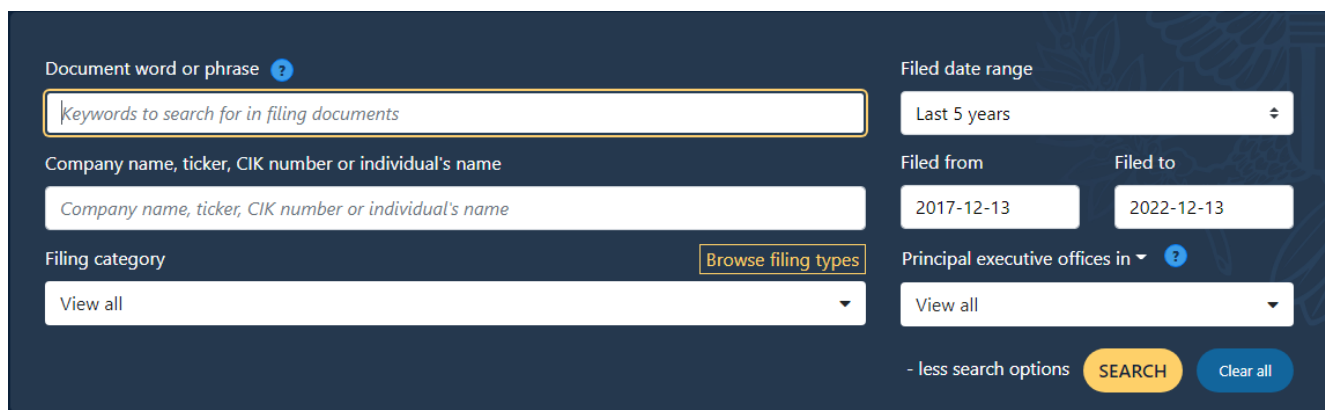 Document word or phrase ?
Keywords to search for in filing documents
Company name, ticker, CIK number or individual's name
Company name, ticker, CIK number or individual's name
Filing category
Browse filing types
View all
Filed date range
Last 5 years
Filed from
Filed to
2017-12-13
2022-12-13
Principal executive offices in ?
View all
- less search options
SEARCH
Clear all